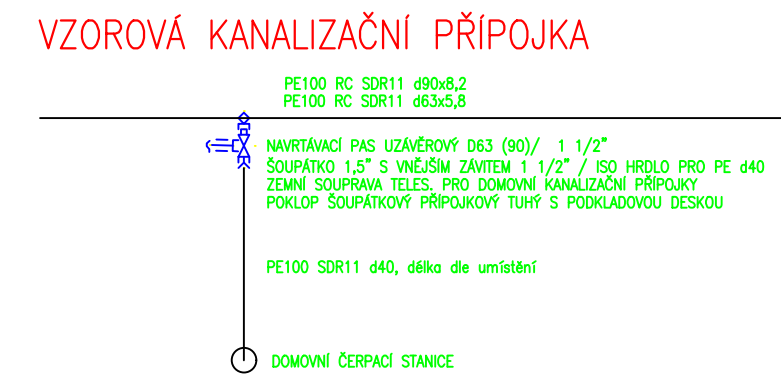 VZOROVÁ KANALIZAČNÍ PŘÍPOJKA
PE100 RC SDR11 d90x8,2
PE100 RC SDR11 d63x5,8
NAVRTÁVACÍ PAS UZÁVĚROVÝ D63 (90)/ 1 1/2"
ŠOUPÁTKO 1,5" S VNĚJŠÍM ZÁVITEM 1 1/2" / ISO HRDLO PRO PE d40
ZEMNÍ SOUPRAVA TELES. PRO DOMOVNÍ KANALIZAČNÍ PŘÍPOJKY
POKLOP ŠOUPÁTKOVÝ PŘÍPOJKOVÝ TUHÝ S PODKLADOVOU DESKOU
PE100 SDR11 d40, délka dle umístění
DOMOVNÍ ČERPACÍ STANICE